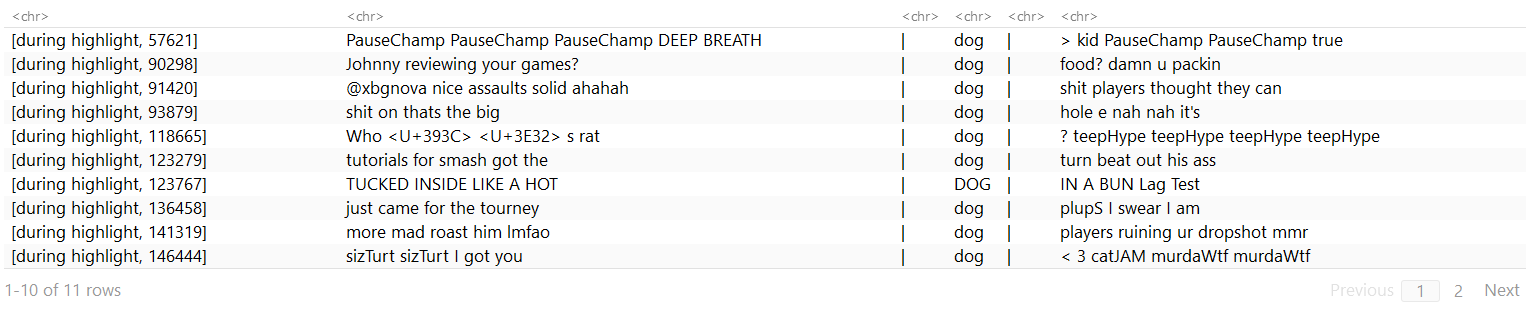 <chr> <chr> <chr> <chr> <chr> <chr>
[during highlight, 57621] PauseChamp PauseChamp PauseChamp DEEP BREATH | dog | > kid PauseChamp PauseChamp true
[during highlight, 90298] Johnny reviewing your games? | dog | food? damn u packin
[during highlight, 91420] @xbgnova nice assaults solid ahahah | dog | shit players thought they can
[during highlight, 93879] shit on thats the big | dog | hole e nah nah it's
[during highlight, 118665] Who <U+393C> <U+3E32> s rat | dog | ? teepHype teepHype teepHype teepHype
[during highlight, 123279] tutorials for smash got the | dog | turn beat out his ass
[during highlight, 123767] TUCKED INSIDE LIKE A HOT | DOG | IN A BUN Lag Test
[during highlight, 136458] just came for the tourney | dog | plupS I swear I am
[during highlight, 141319] more mad roast him lmfao | dog | players ruining ur dropshot mmr
[during highlight, 146444] sizTurt sizTurt I got you | dog | < 3 catJAM murdaWtf murdaWtf
1-10 of 11 rows Previous 1 2 Next